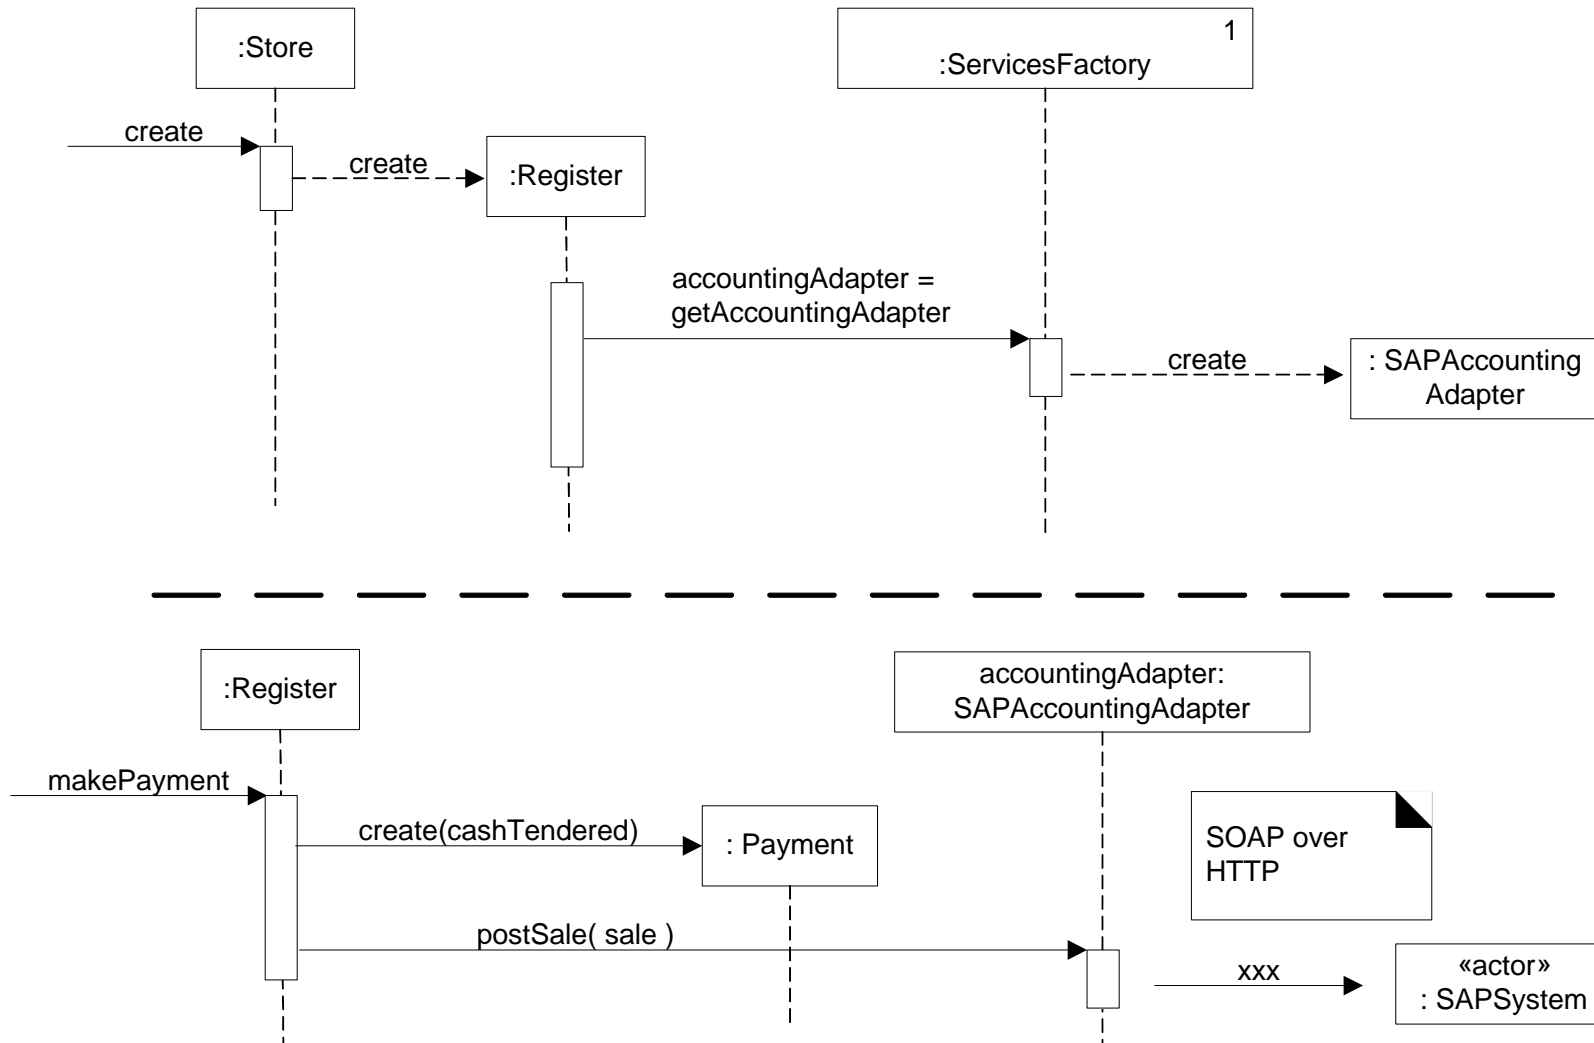 :Store
1
:ServicesFactory
create
create
:Register
accountingAdapter =
getAccountingAdapter
create
: SAPAccounting
Adapter
:Register
accountingAdapter:
SAPAccountingAdapter
makePayment
create(cashTendered)
: Payment
SOAP over
HTTP
postSale( sale )
xxx
«actor»
: SAPSystem